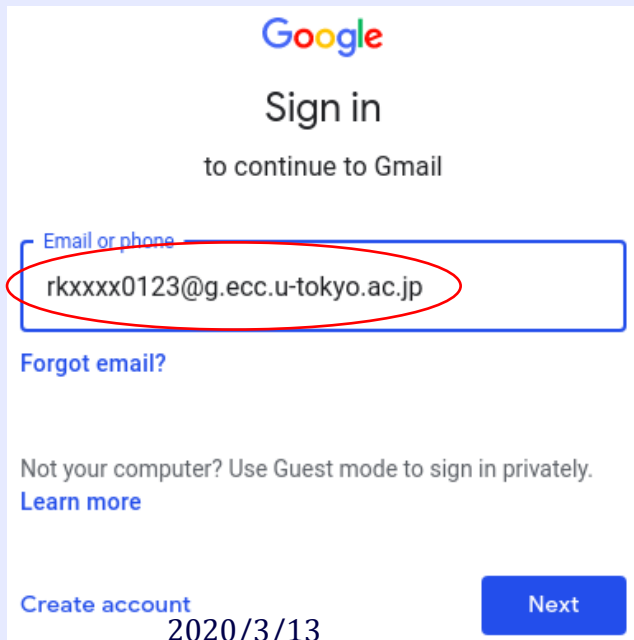 Google
Sign in
to continue to Gmail
Email or phone
rkxxxx0123@g.ecc.u-tokyo.ac.jp
Forgot email?
Not your computer? Use Guest mode to sign in privately.
Learn more
Create account
Next
2020/3/13